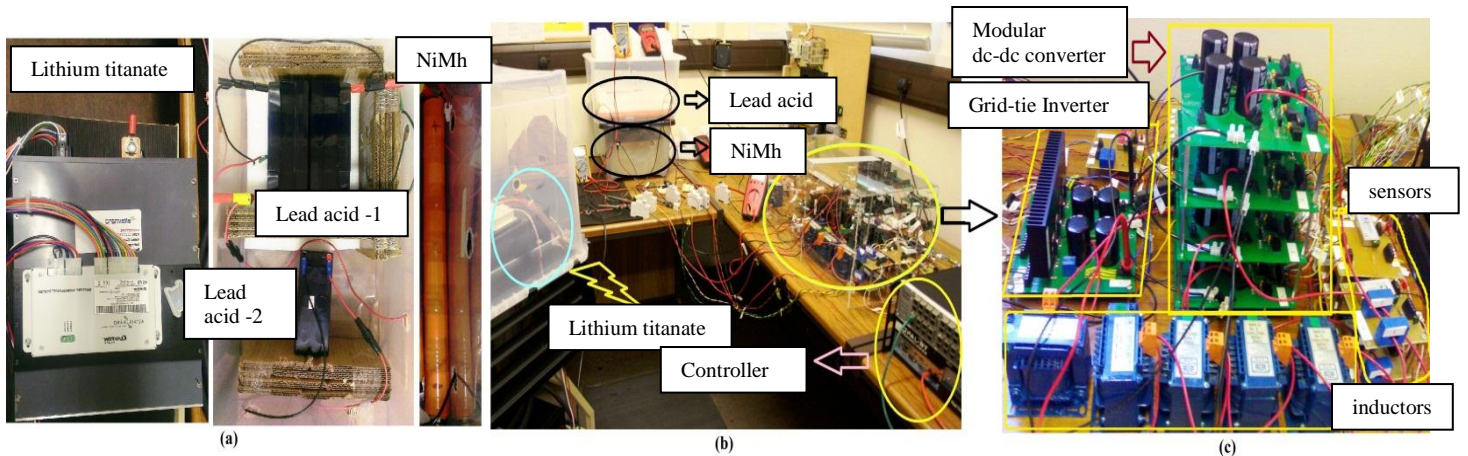 Lithium titanate
NiMh
Lead acid -1
Lead
acid -2
(a)
Lead acid
NiMh
Lithium titanate
Controller
(b)
Modular
dc-dc converter
Grid-tie Inverter
sensors
inductors
(c)